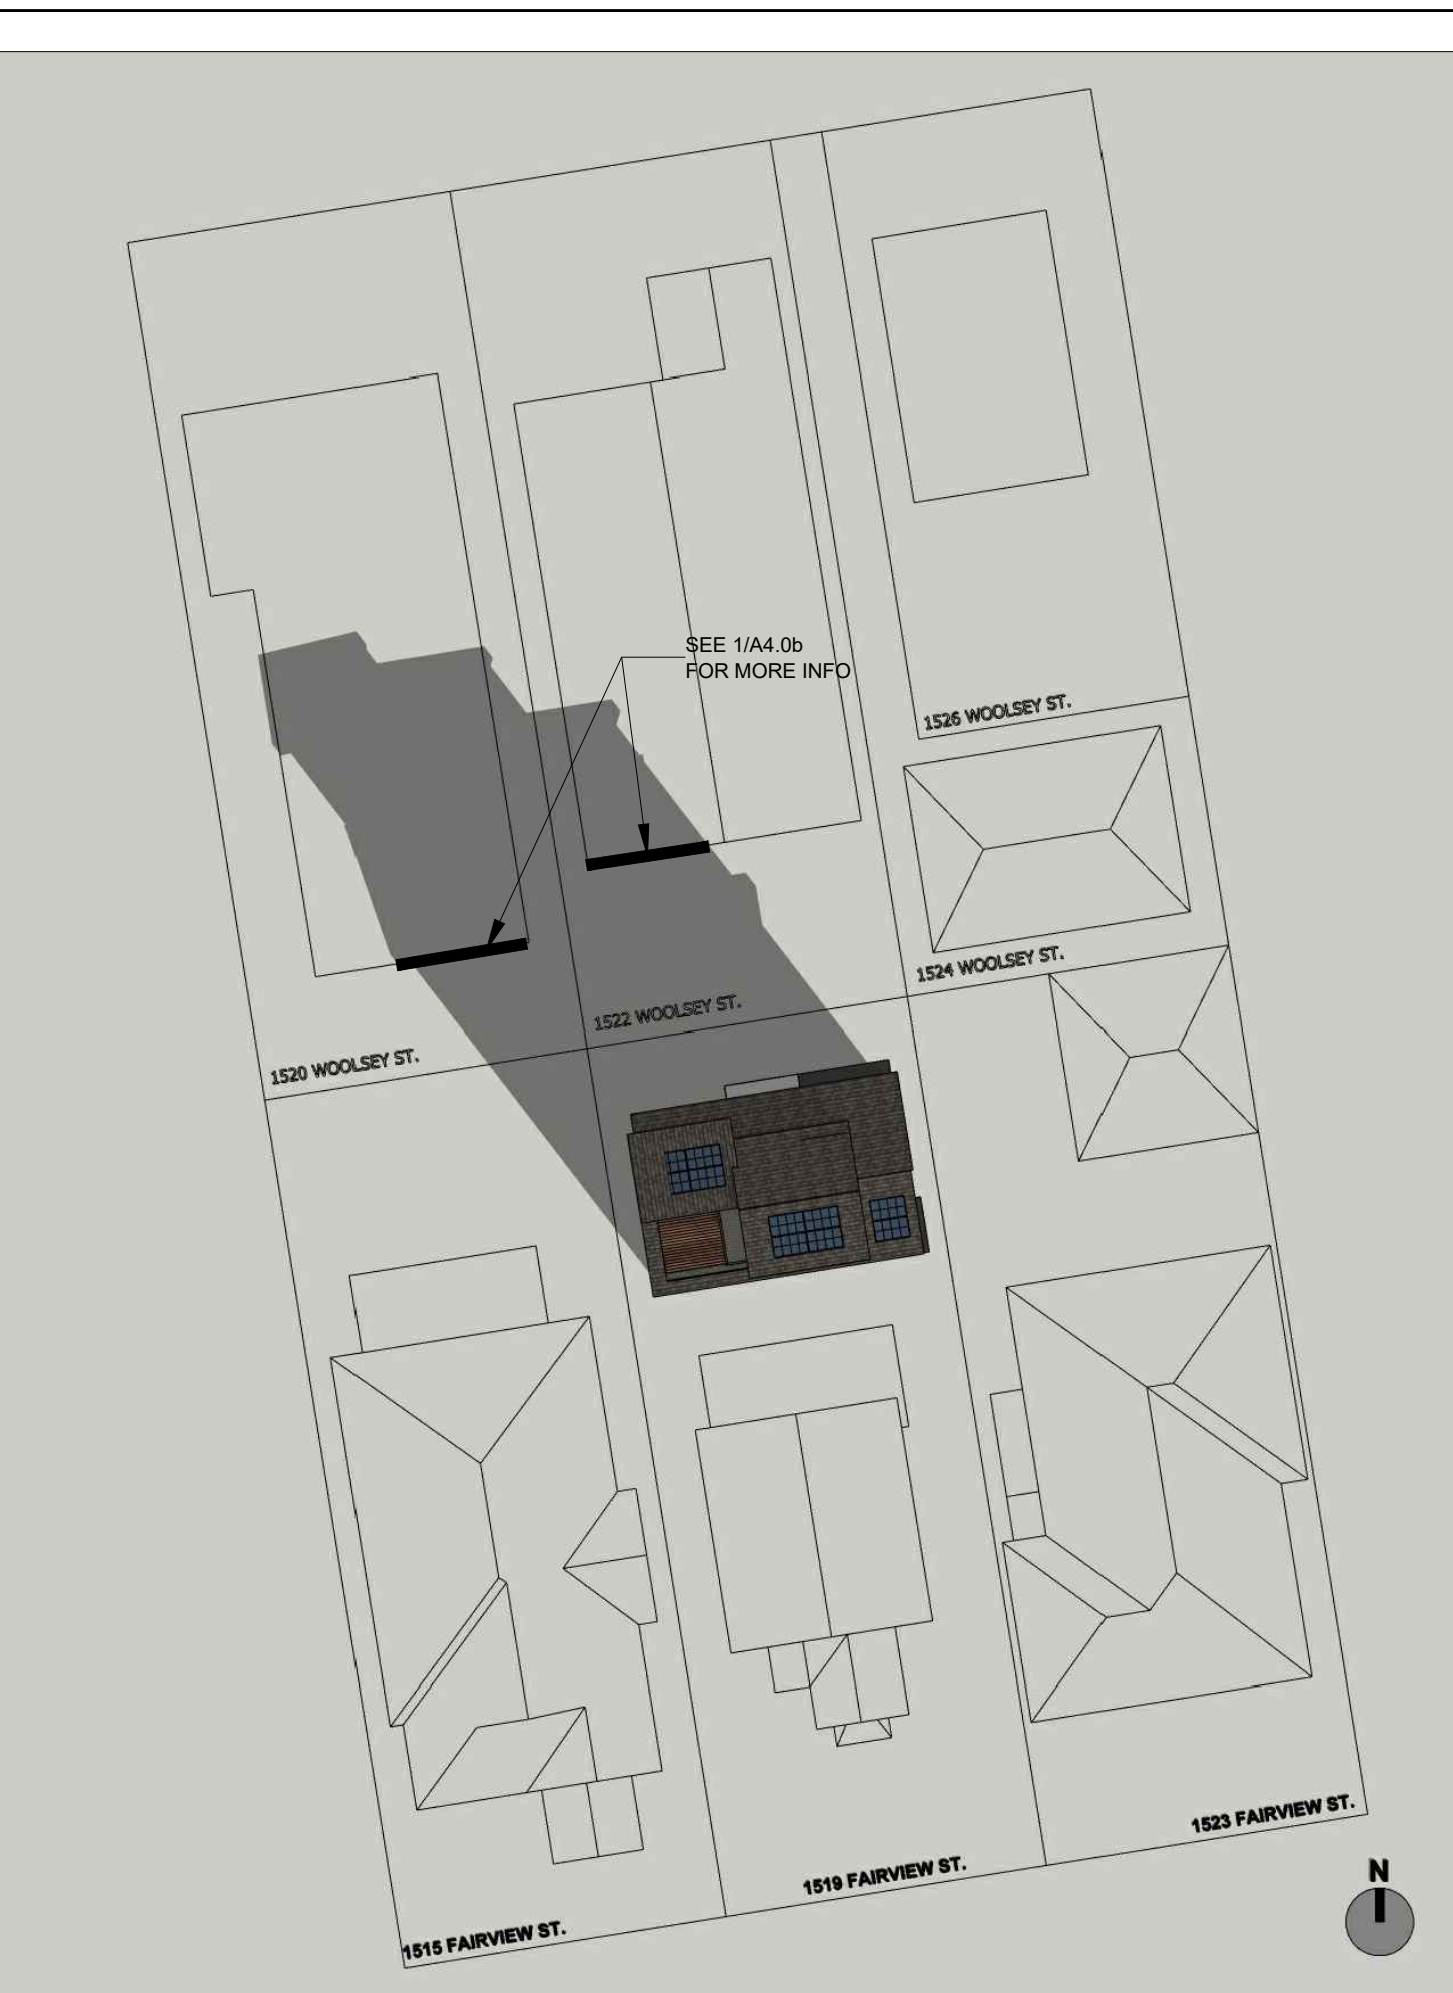 SEE 1/A4.0b
FOR MORE INFO
1526 WOOLSEY ST.
1524 WOOLSEY ST.
1522 WOOLSEY ST.
1520 WOOLSEY ST.
1523 FAIRVIEW ST.
1519 FAIRVIEW ST.
1515 FAIRVIEW ST.
N